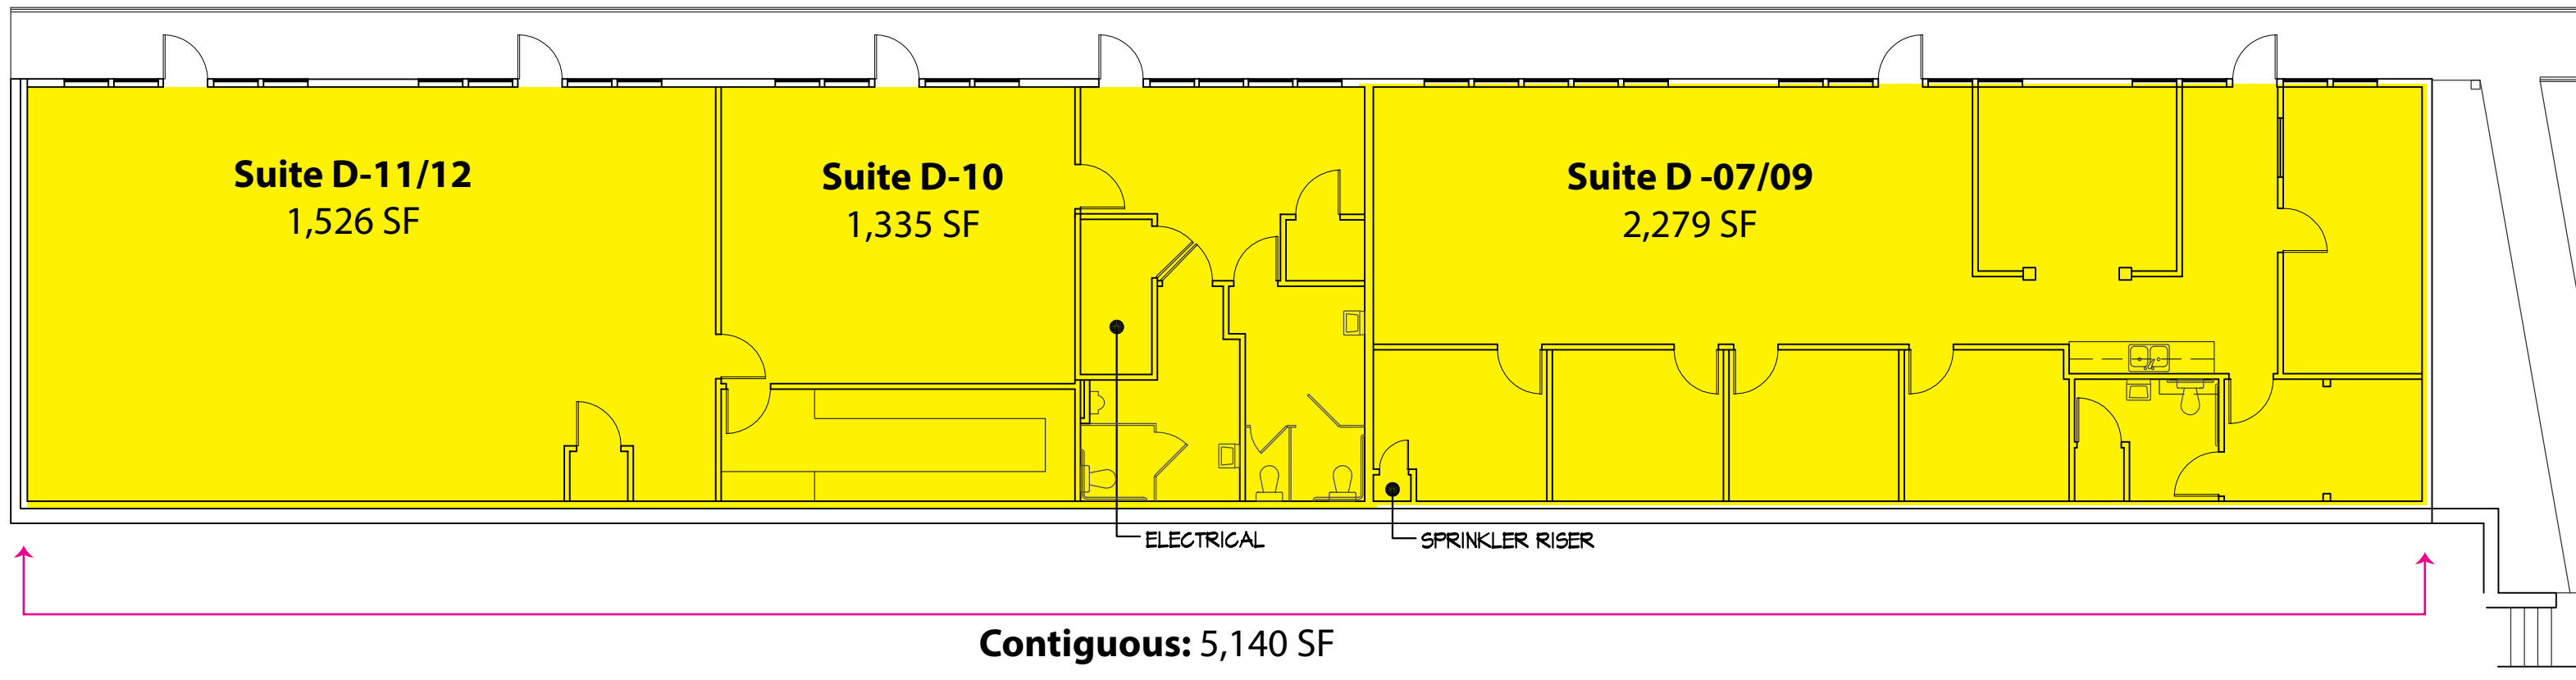 Suite D-11/12
1,526 SF
Suite D-10
1,335 SF
Suite D -07/09
2,279 SF
ELECTRICAL
SPRINKLER RISER
Contiguous: 5,140 SF